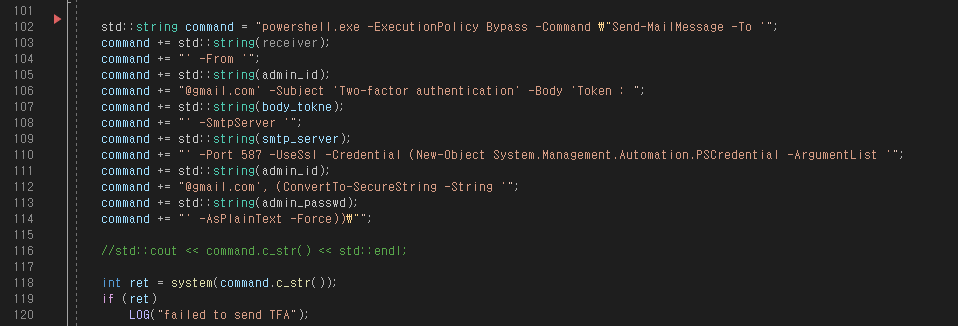 101
102 std::string command = "powershell.exe -ExecutionPolicy Bypass -Command ₩"Send-MailMessage -To '";
103 command += std::string(receiver);
104 command += "' -From '";
105 command += std::string(admin_id);
106 command += "@gmail.com' -Subject 'Two-factor authentication' -Body 'Token : ";
107 command += std::string(body_tokne);
108 command += "' -SmtpServer '";
109 command += std::string(smtp_server);
110 command += "' -Port 587 -UseSsl -Credential (New-Object System.Management.Automation.PSCredential -ArgumentList '";
111 command += std::string(admin_id);
112 command += "@gmail.com', (ConvertTo-SecureString -String '";
113 command += std::string(admin_passwd);
114 command += "' -AsPlainText -Force))₩"";
115
116 //std::cout << command.c_str() << std::endl;
117
118 int ret = system(command.c_str());
119 if (ret)
120 LOG("failed to send TFA");